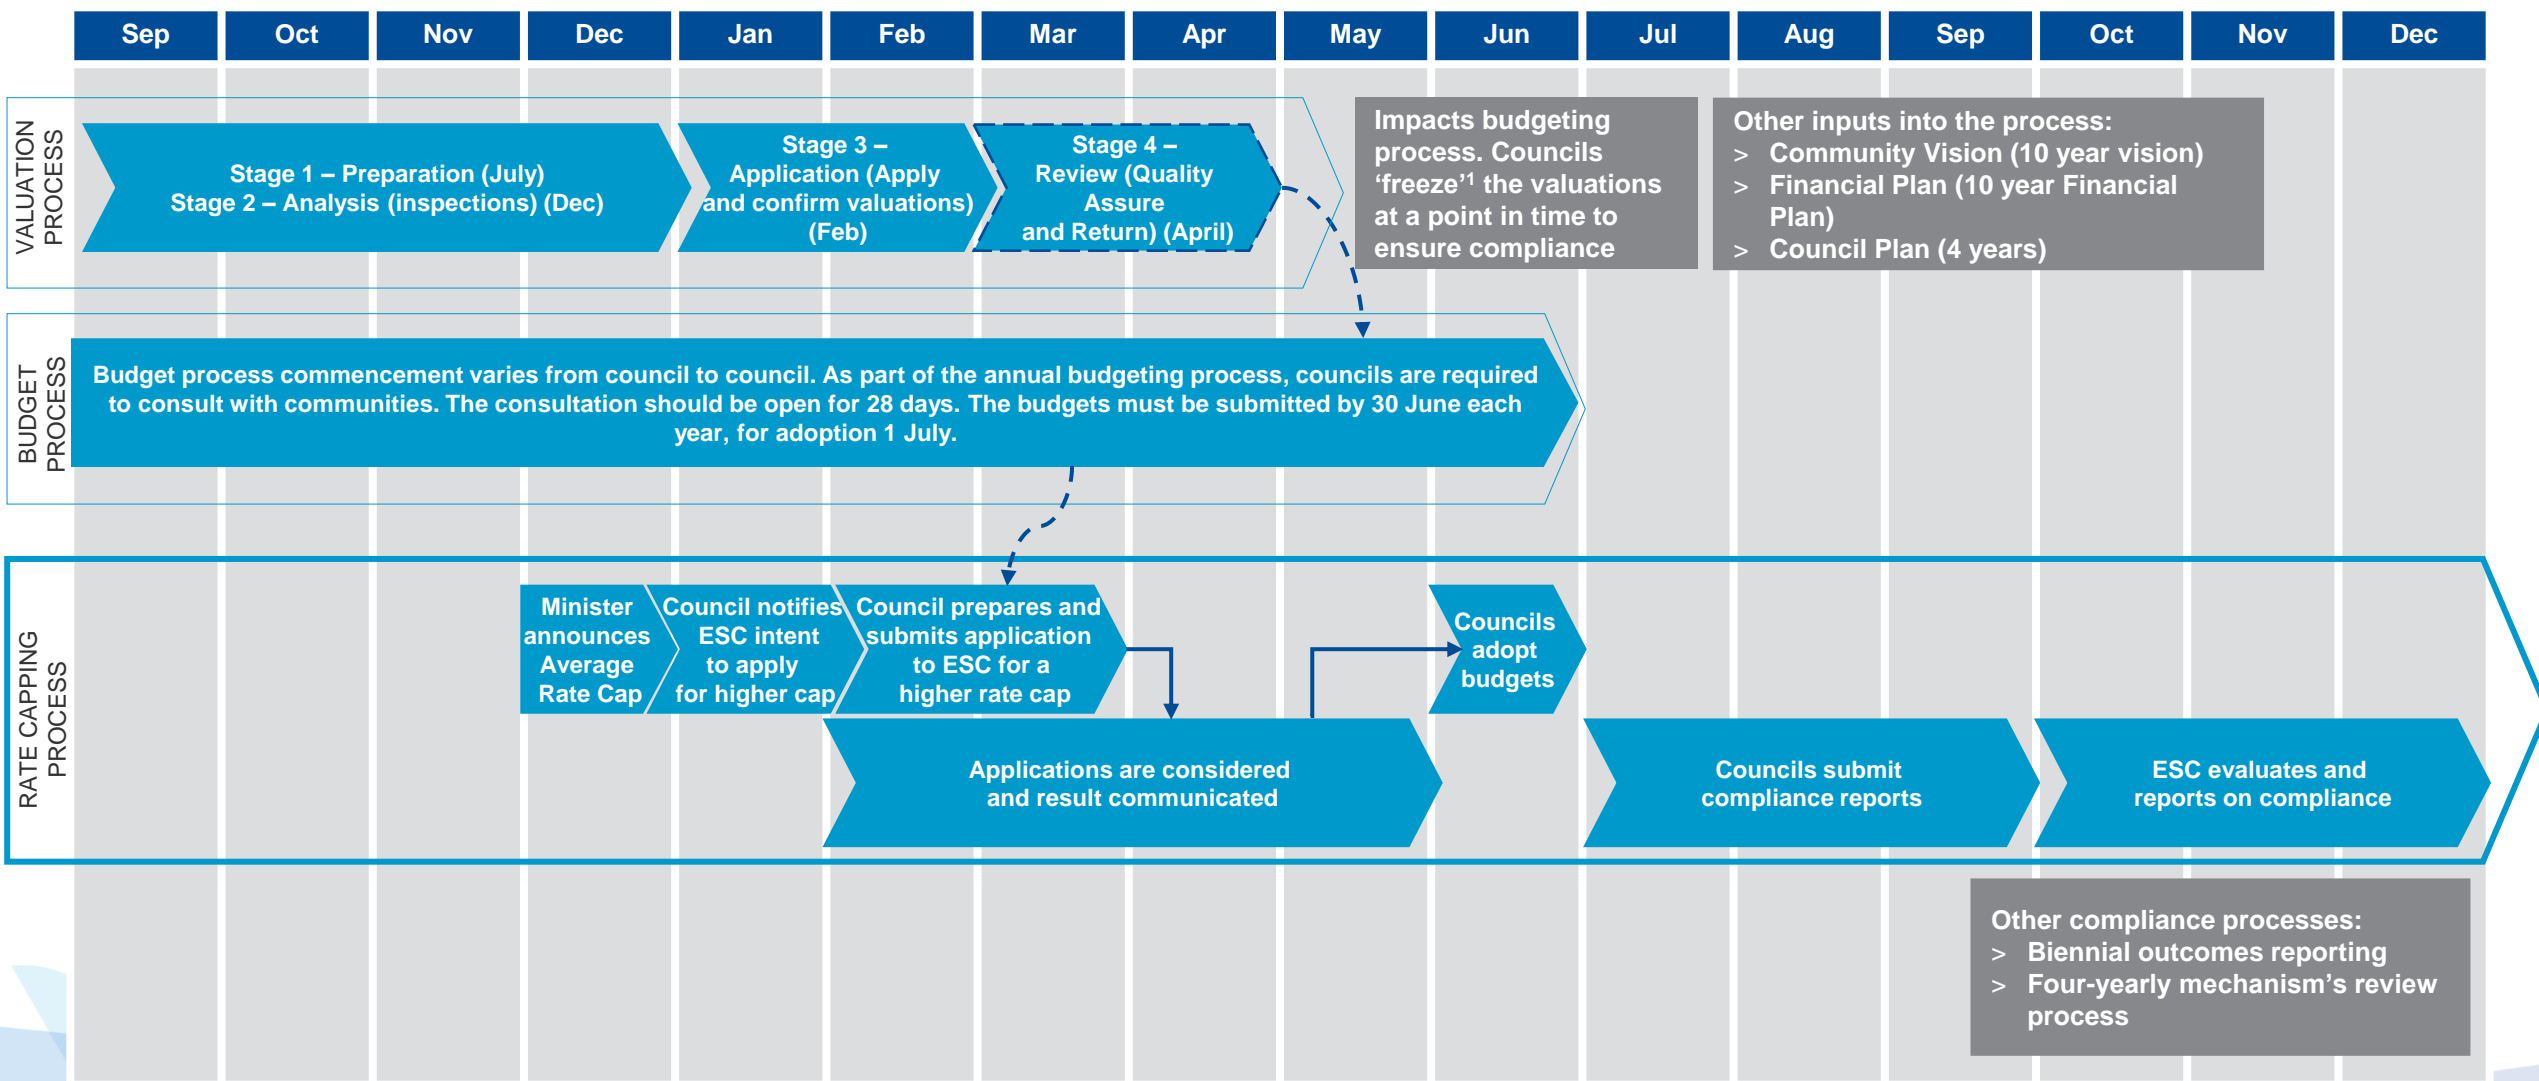 Sep Oct Nov Dec Jan Feb Mar Apr May Jun Jul Aug Sep Oct Nov Dec
VALUATION
PROCESS
Stage 1 – Preparation (July)
Stage 2 – Analysis (inspections) (Dec)
Stage 3 –
Application (Apply
and confirm valuations)
(Feb)
Stage 4 –
Review (Quality
Assure
and Return) (April)
Impacts budgeting
process. Councils
‘freeze’¹ the valuations
at a point in time to
ensure compliance
Other inputs into the process:
> Community Vision (10 year vision)
> Financial Plan (10 year Financial
Plan)
> Council Plan (4 years)
BUDGET
PROCESS
Budget process commencement varies from council to council. As part of the annual budgeting process, councils are required
to consult with communities. The consultation should be open for 28 days. The budgets must be submitted by 30 June each
year, for adoption 1 July.
RATE CAPPING
PROCESS
Minister
announces
Average
Rate Cap
Council notifies
ESC intent
to apply
for higher cap
Council prepares and
submits application
to ESC for a
higher rate cap
Councils
adopt
budgets
Applications are considered
and result communicated
Councils submit
compliance reports
ESC evaluates and
reports on compliance
Other compliance processes:
> Biennial outcomes reporting
> Four-yearly mechanism’s review
process